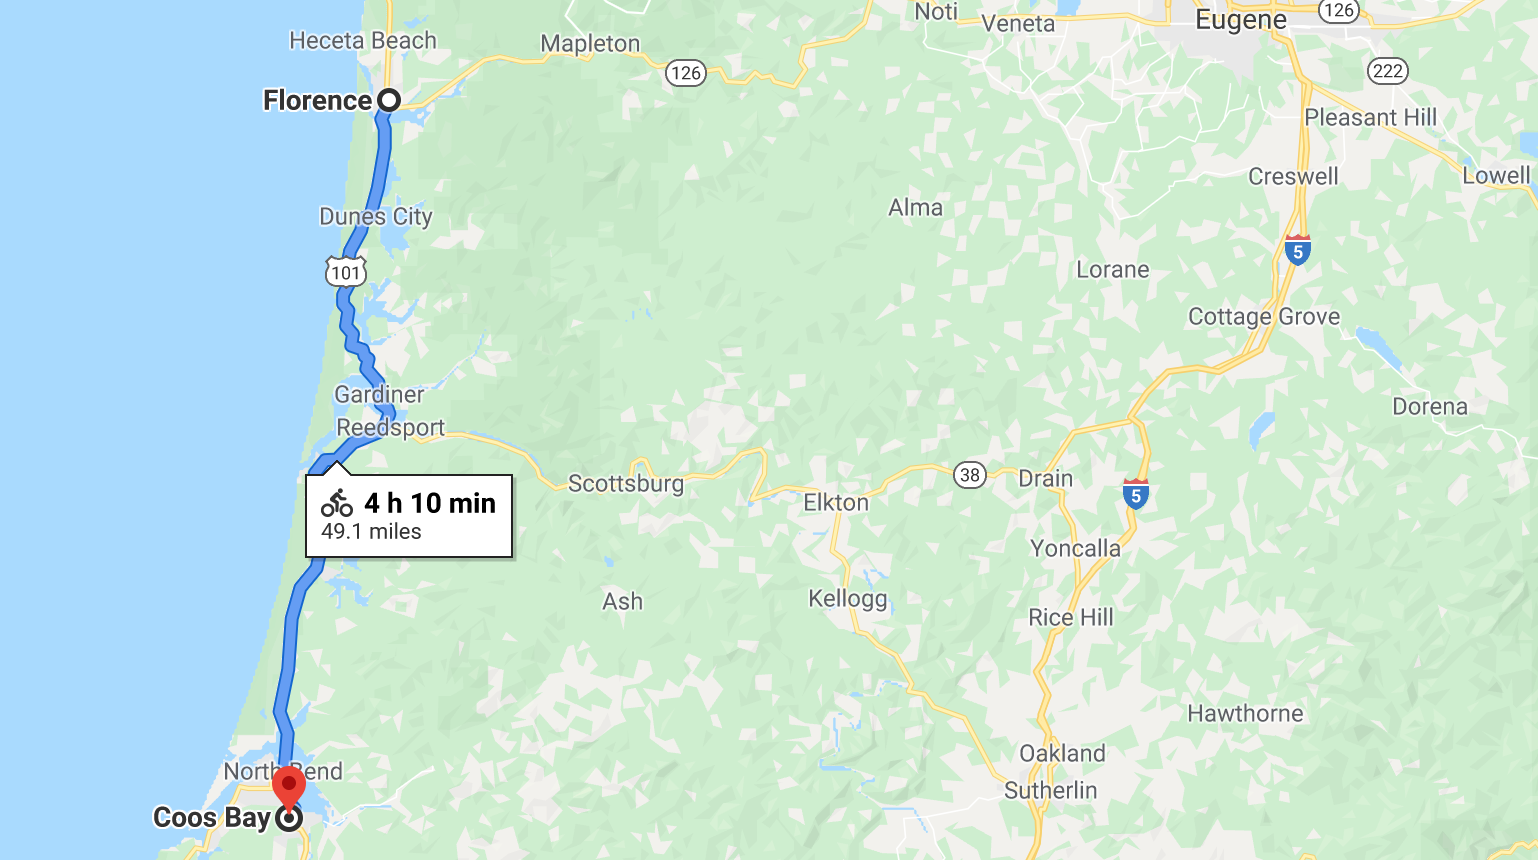 Noti
126
Eugene
Veneta
Heceta Beach
Mapleton
126
222
Florence
Pleasant Hill
Creswell
Lowell
Alma
Dunes City
5
101
Lorane
Cottage Grove
Gardiner
Dorena
Reedsport
Scottsburg
38
Drain
5
4 h 10 min
49.1 miles
Elkton
Yoncalla
Ash
Kellogg
Rice Hill
Hawthorne
Oakland
North Bend
Sutherlin
Coos Bay